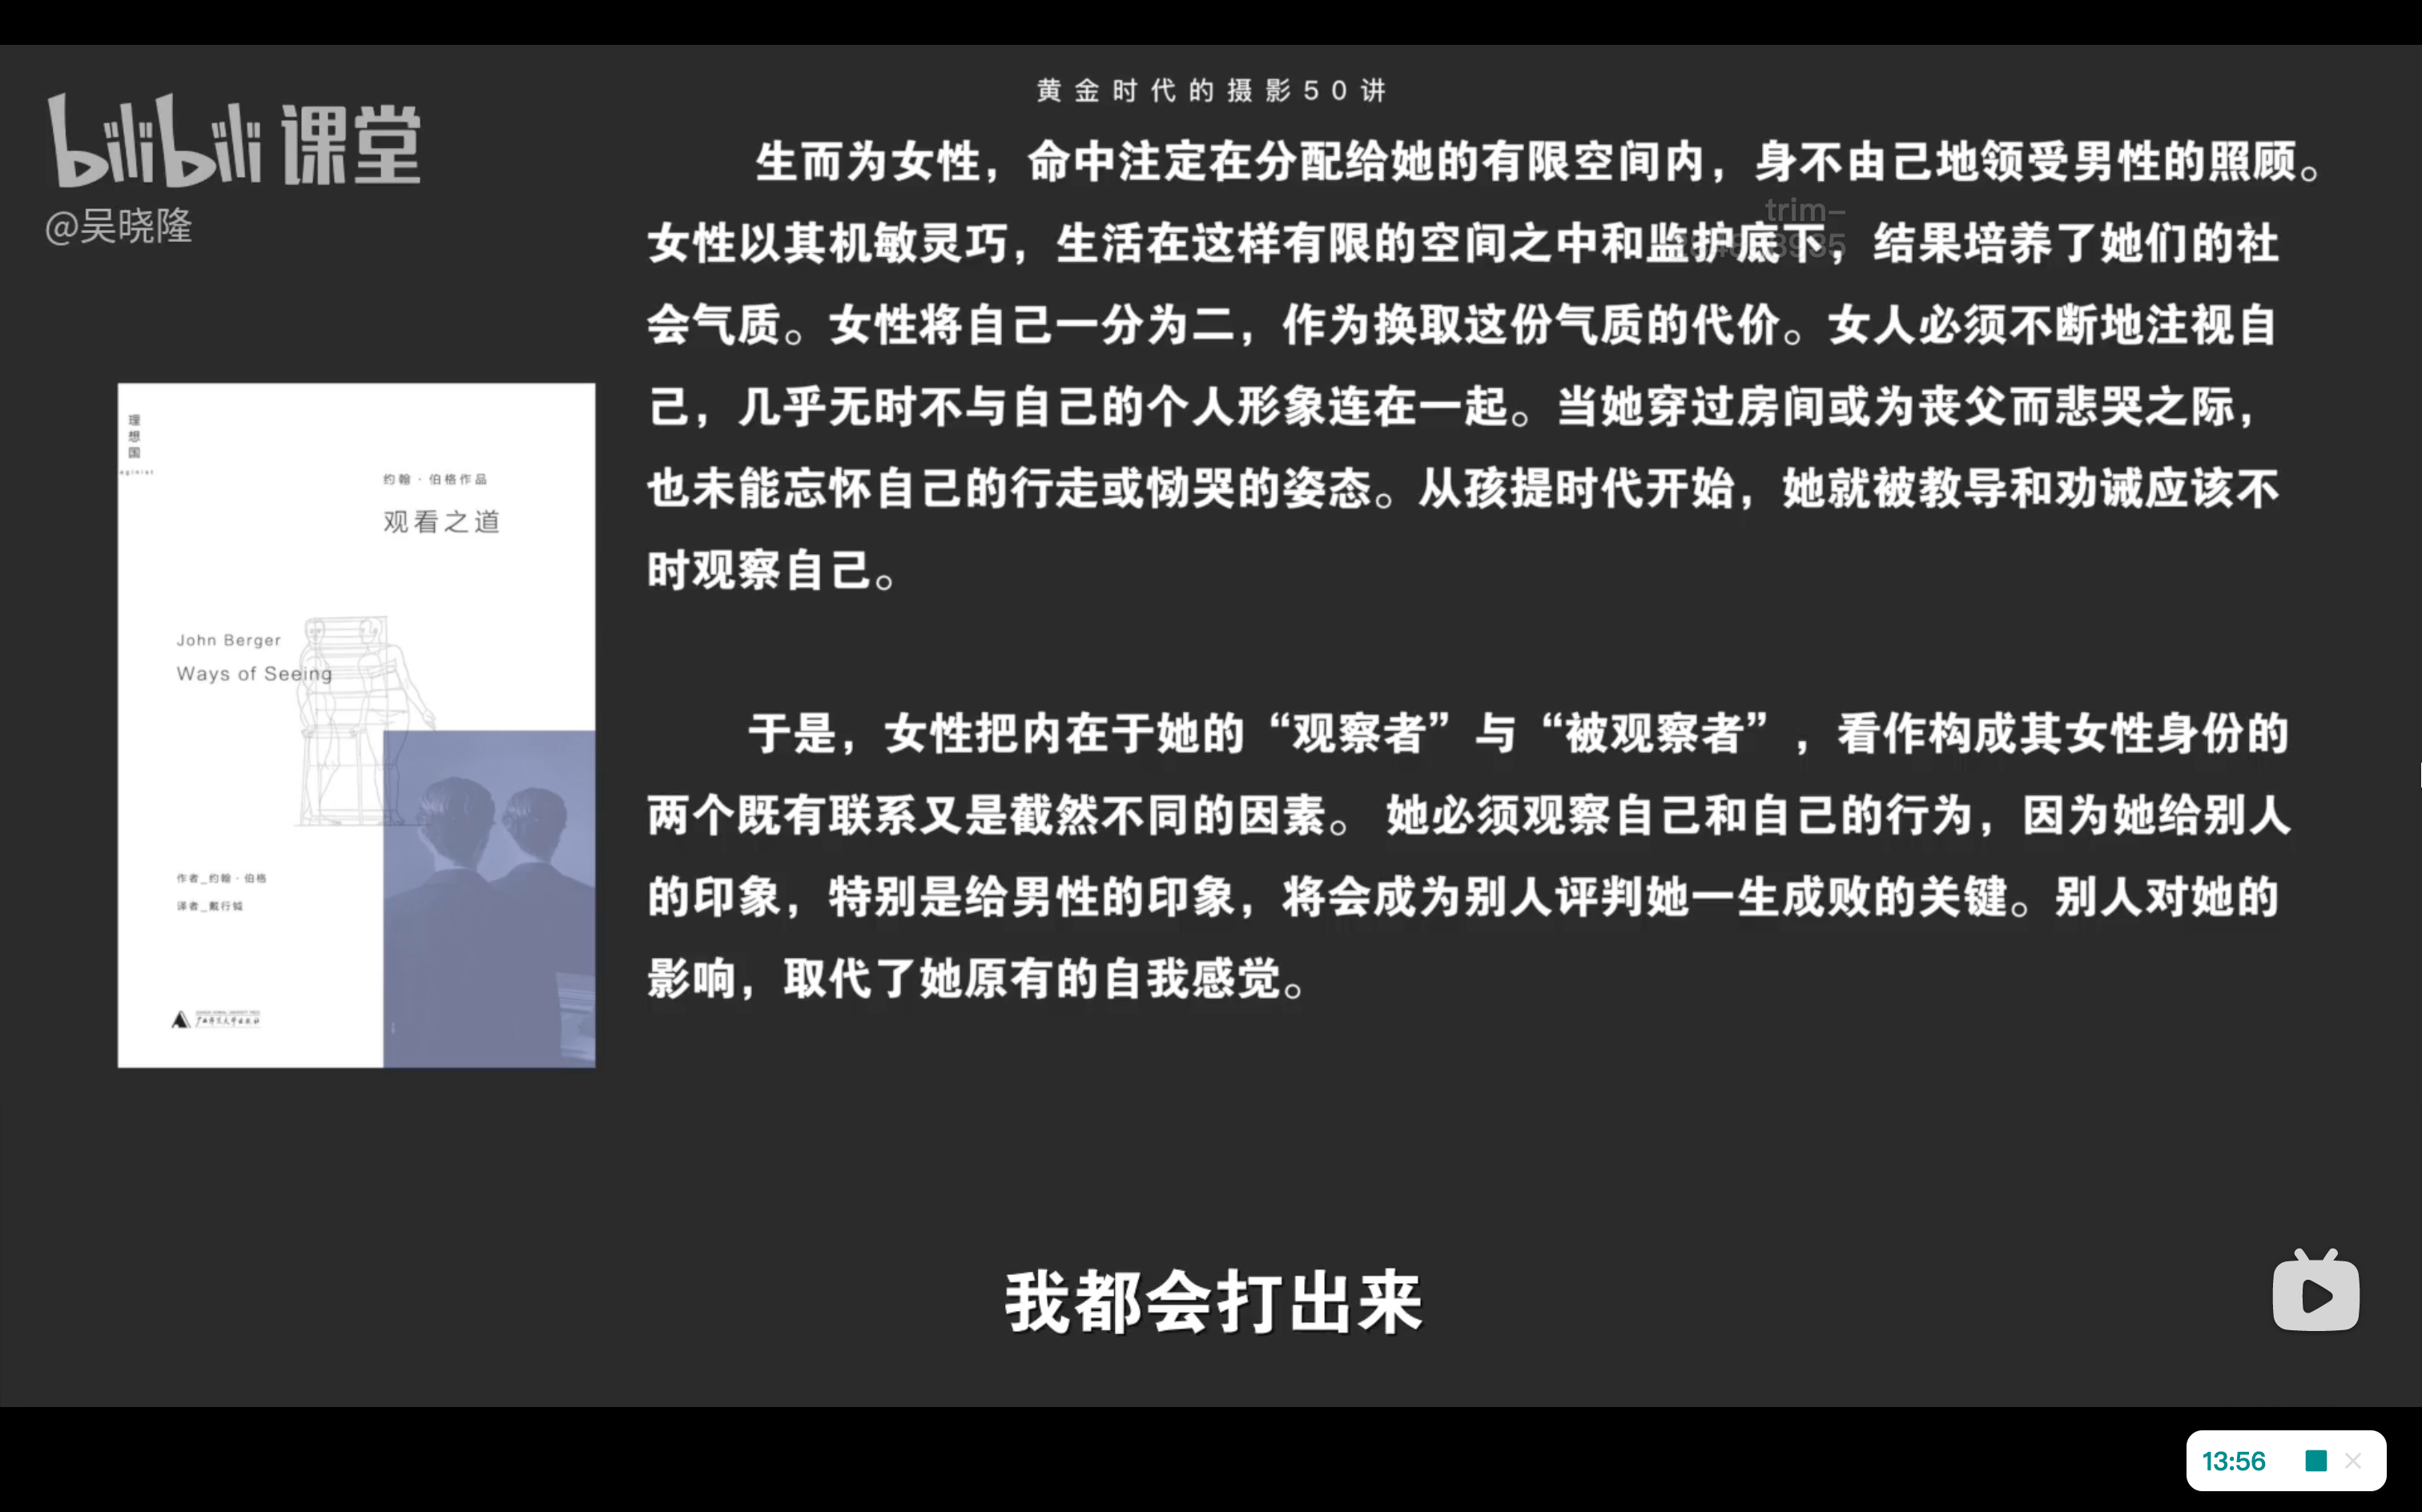 黄金时代的摄影50讲
bilibili 课堂
@吴晓隆
生而为女性，命中注定在分配给她的有限空间内，身不由己地领受男性的照顾。
女性以其机敏灵巧，生活在这样有限的空间之中和监护底下，结果培养了她们的社
会气质。女性将自己一分为二，作为换取这份气质的代价。女人必须不断地注视自
己，几乎无时不与自己的个人形象连在一起。当她穿过房间或为丧父而悲哭之际，
也未能忘怀自己的行走或恸哭的姿态。从孩提时代开始，她就被教导和劝诫应该不
时观察自己。
于是，女性把内在于她的“观察者”与“被观察者”，看作构成其女性身份的
两个既有联系又是截然不同的因素。 她必须观察自己和自己的行为，因为她给别人
的印象，特别是给男性的印象，将会成为别人评判她一生成败的关键。别人对她的
影响，取代了她原有的自我感觉。
trim-
理
想
国
aginist
约翰·伯格作品
观看之道
John Berger
Ways of Seeing
作者_约翰·伯格
译者_戴行钺
广西师范大学出版社
我都会打出来
13:56